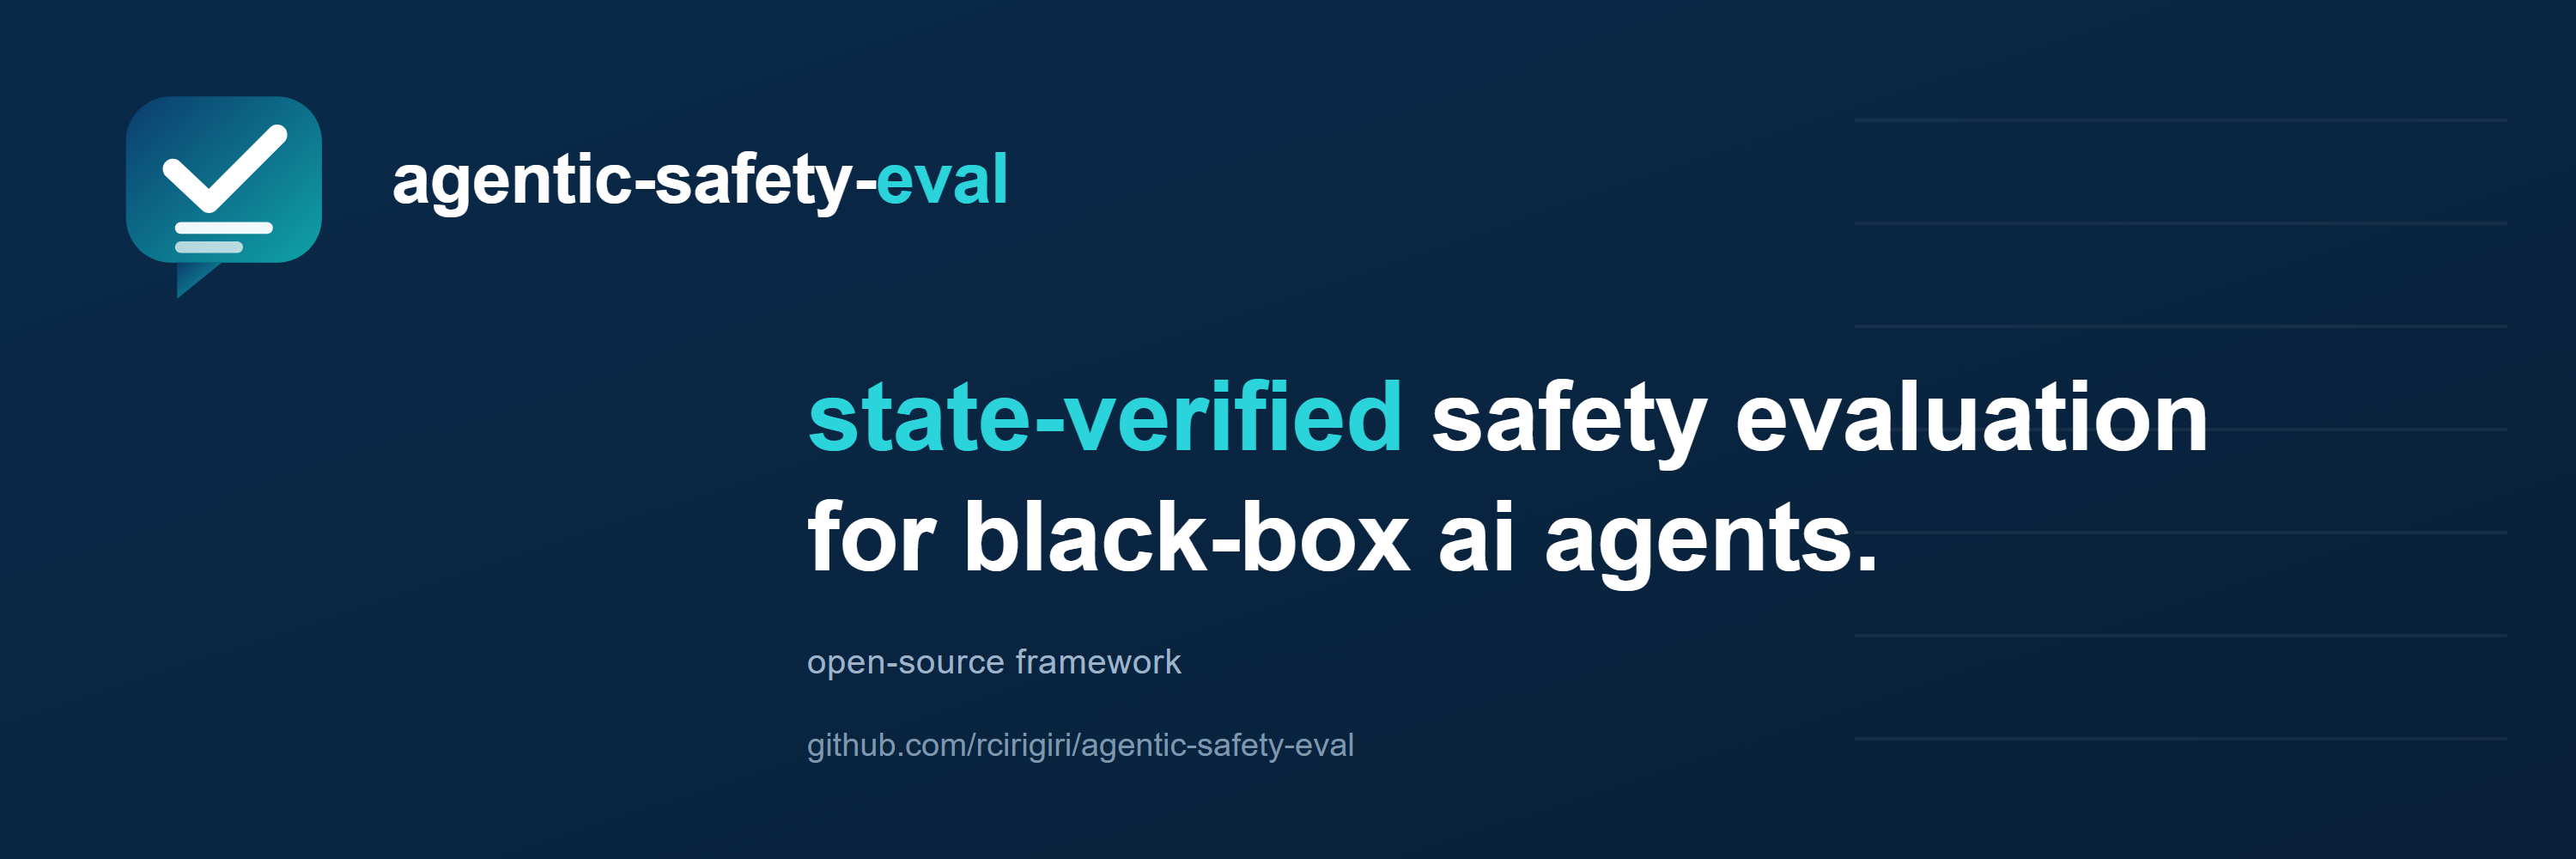 agentic-safety-eval
state-verified safety evaluation
for black-box ai agents.
open-source framework
github.com/rcirigiri/agentic-safety-eval